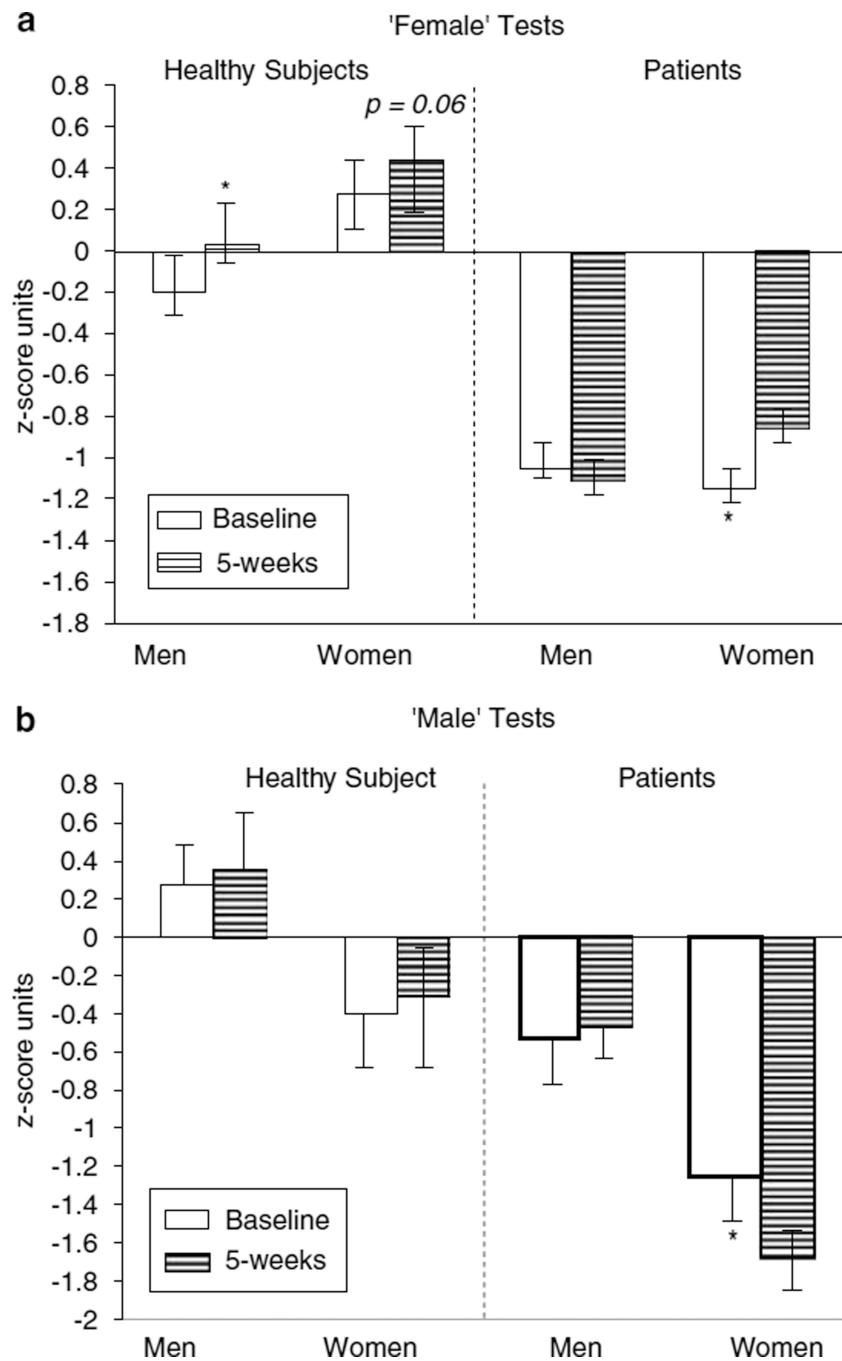 a
'Female' Tests
Healthy Subjects Patients
p = 0.06
z-score units
0.8
0.6
0.4
0.2
0
-0.2
-0.4
-0.6
-0.8
-1
-1.2
-1.4
-1.6
-1.8
*
*
Baseline
5-weeks
Men Women Men Women
b
'Male' Tests
Healthy Subject Patients
z-score units
0.8
0.6
0.4
0.2
0
-0.2
-0.4
-0.6
-0.8
-1
-1.2
-1.4
-1.6
-1.8
-2
*
Baseline
5-weeks
Men Women Men Women